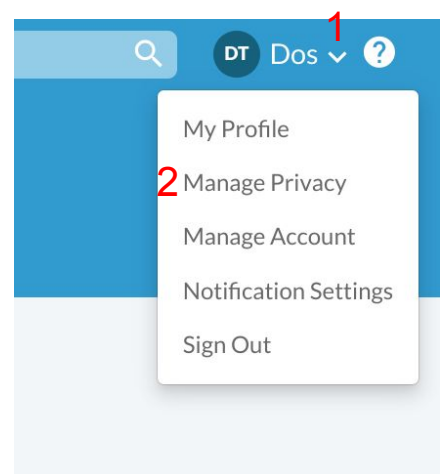 1
DT Dos ?
My Profile
2 Manage Privacy
Manage Account
Notification Settings
Sign Out